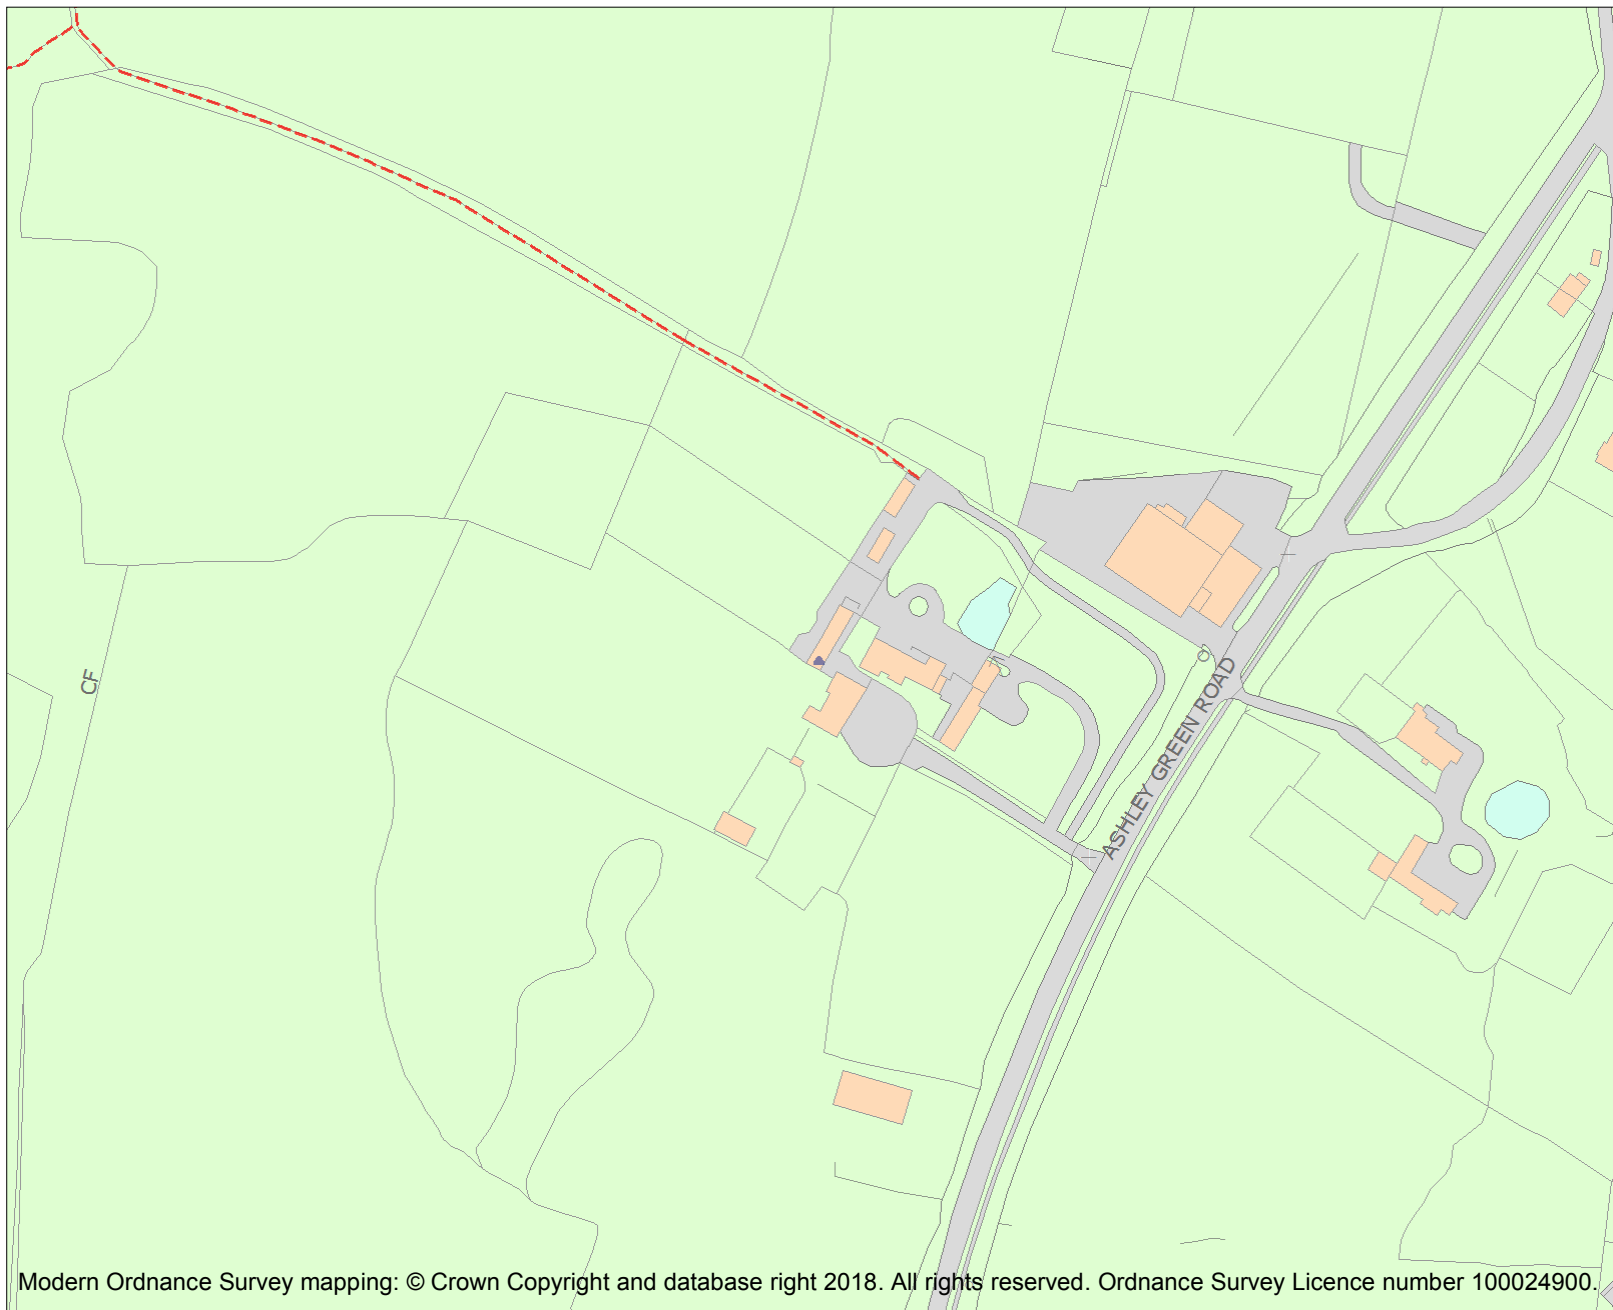 CF
ASHLEY GREEN ROAD
Modern Ordnance Survey mapping: © Crown Copyright and database right 2018. All rights reserved. Ordnance Survey Licence number 100024900.